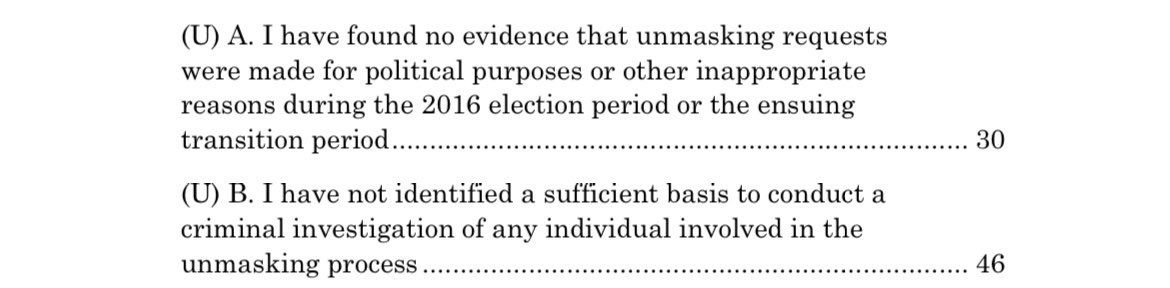 (U) A. I have found no evidence that unmasking requests
were made for political purposes or other inappropriate
reasons during the 2016 election period or the ensuing
transition period.................................................................................. 30
(U) B. I have not identified a sufficient basis to conduct a
criminal investigation of any individual involved in the
unmasking process.............................................................................. 46